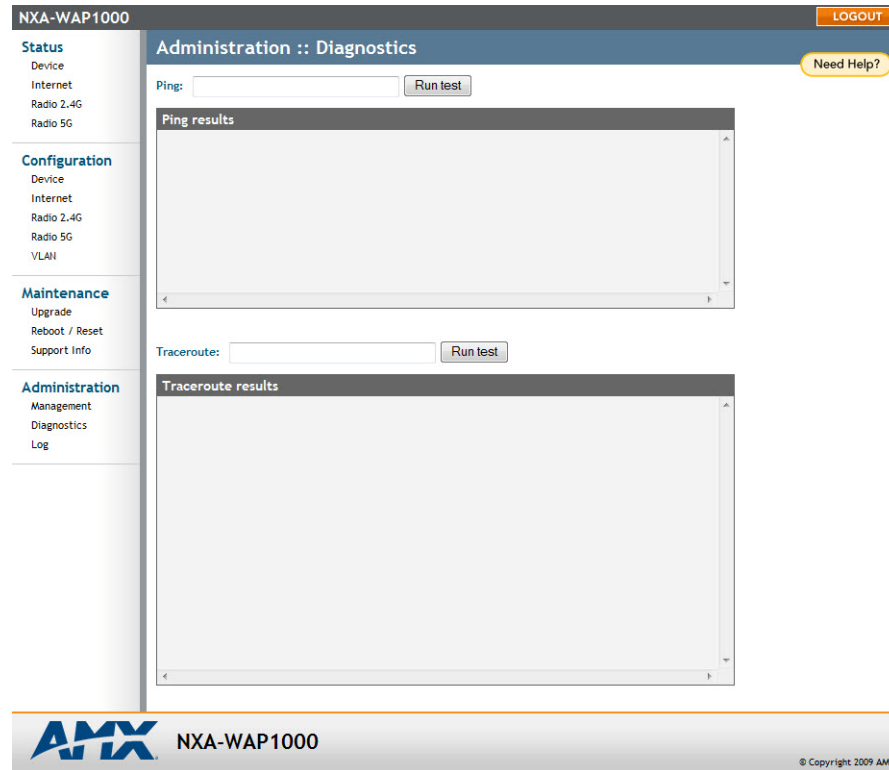 NXA-WAP1000
LOGOUT
Status
Device
Internet
Radio 2.4G
Radio 5G
Configuration
Device
Internet
Radio 2.4G
Radio 5G
VLAN
Maintenance
Upgrade
Reboot / Reset
Support Info
Administration
Management
Diagnostics
Log
Administration :: Diagnostics
Need Help?
Ping:
Run test
Ping results
Traceroute:
Run test
Traceroute results
AMX
NXA-WAP1000
© Copyright 2009 AM